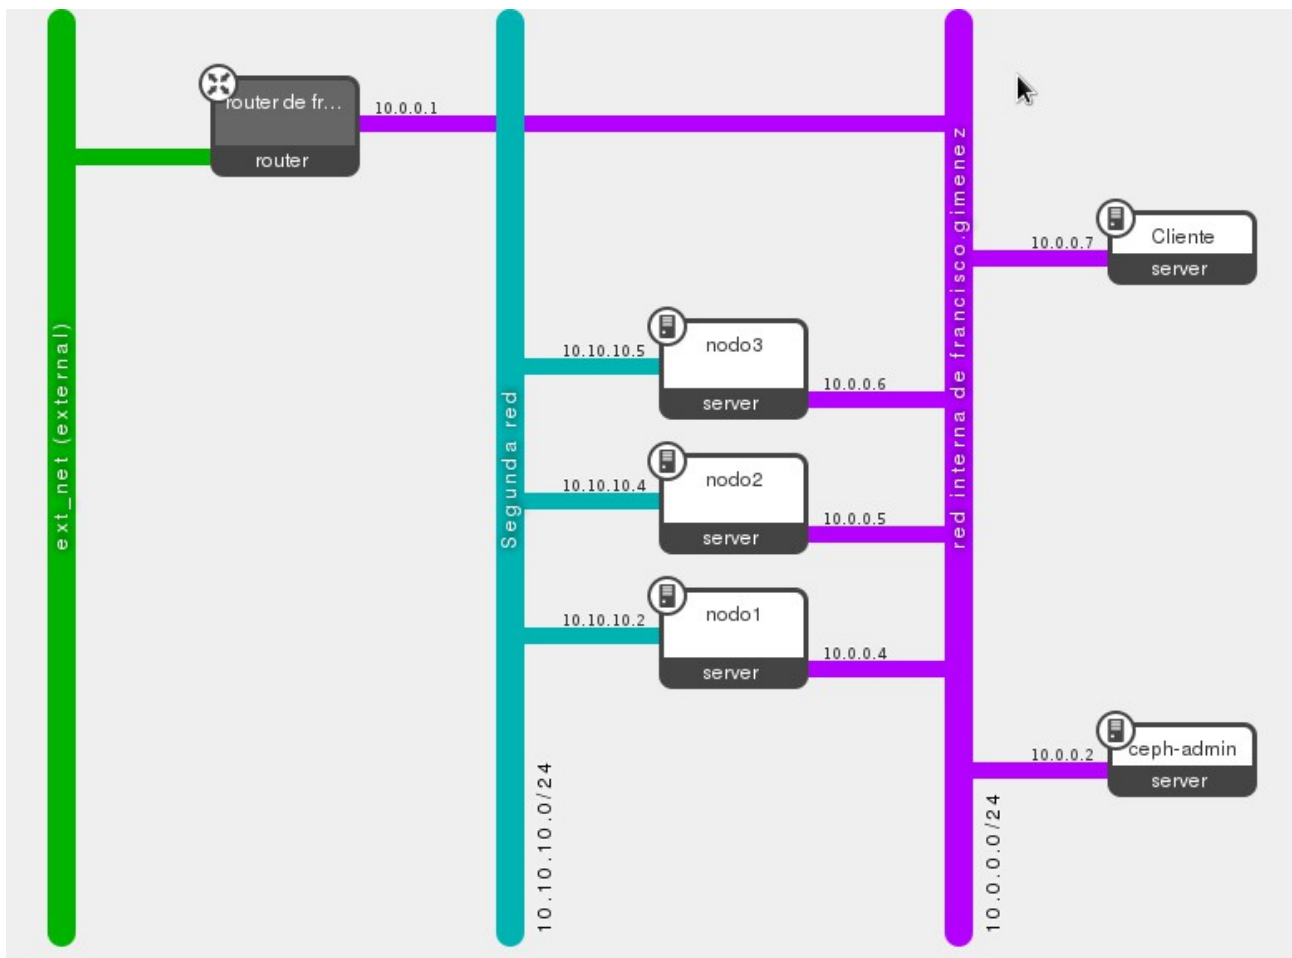 router de fr...
router
10.0.0.1
ext_net (external)
Segunda red
10.10.10.0/24
red interna de francisco.gimenez
10.0.0.0/24
10.0.0.7
Cliente
server
10.10.10.5
nodo3
server
10.0.0.6
10.10.10.4
nodo2
server
10.0.0.5
10.10.10.2
nodo1
server
10.0.0.4
10.0.0.2
ceph-admin
server